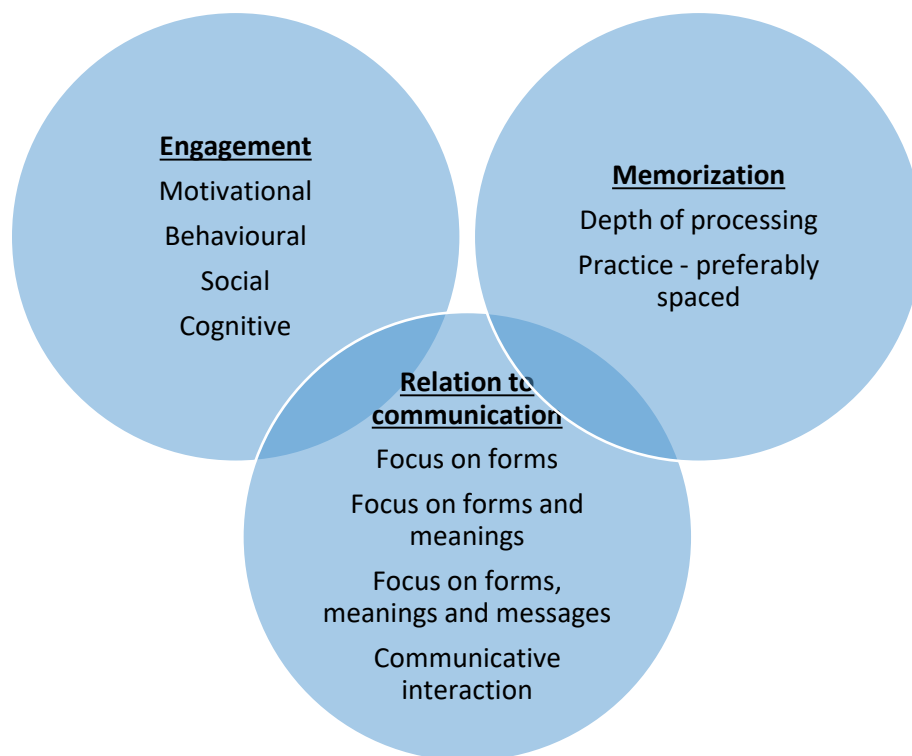 Engagement
Motivational
Behavioural
Social
Cognitive
Memorization
Depth of processing
Practice - preferably
spaced
Relation to
communication
Focus on forms
Focus on forms and
meanings
Focus on forms,
meanings and messages
Communicative
interaction